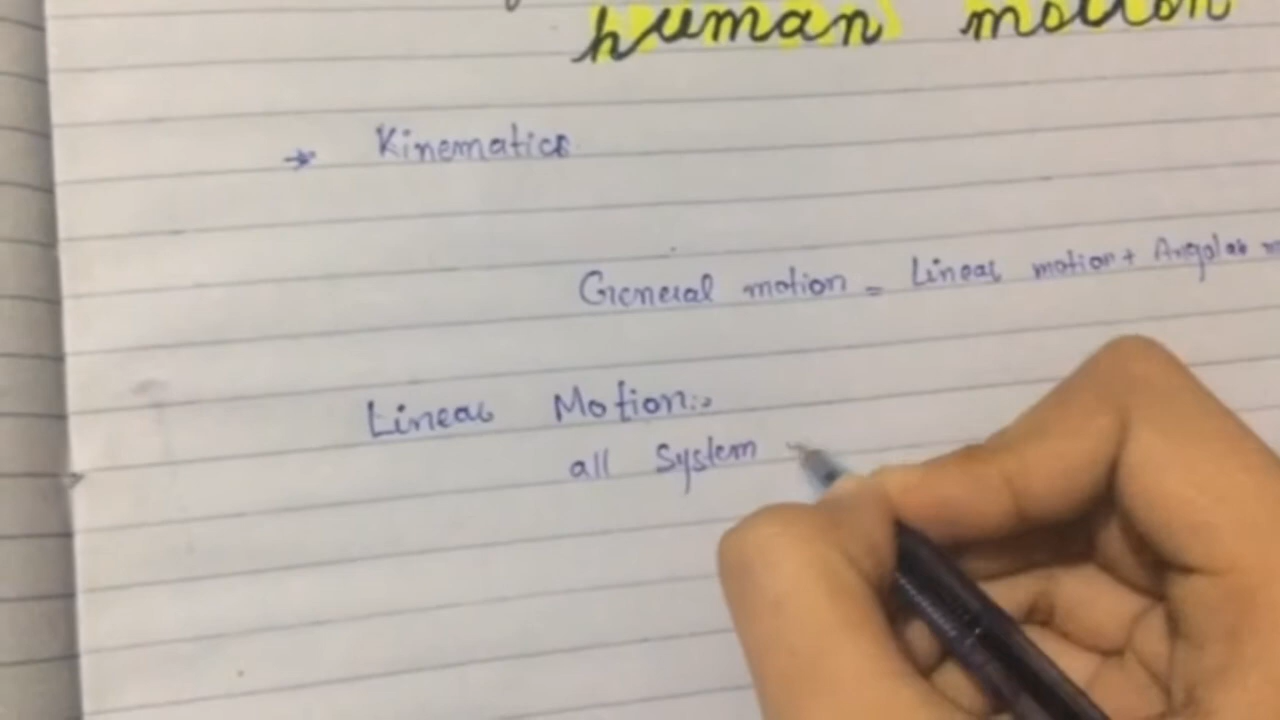 human motion
→ Kinematics
General motion = Linear motion + Angular
Linear Motion:-
all System